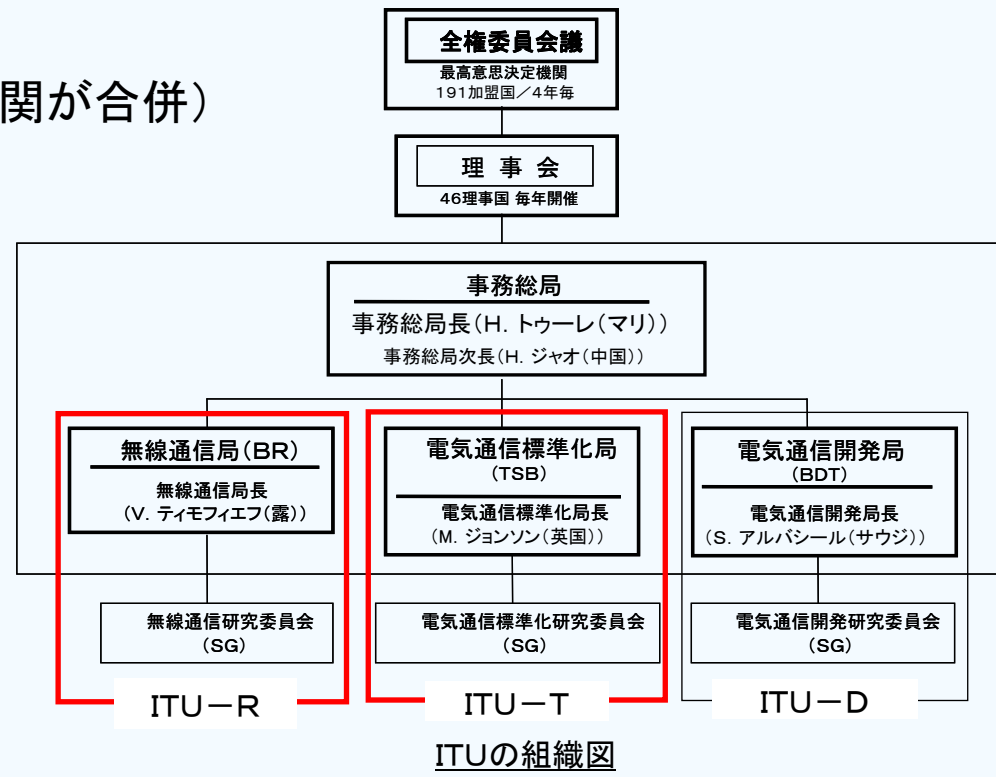 関が合併）
全権委員会議
最高意思決定機関
191加盟国／4年毎
理 事 会
46理事国 毎年開催
事務総局
事務総局長（H．トゥーレ（マリ））
事務総局次長（H．ジャオ（中国））
無線通信局（BR）
無線通信局長
（V．ティモフィエフ（露））
電気通信標準化局
（TSB）
電気通信標準化局長
（M．ジョンソン（英国））
電気通信開発局
（BDT）
電気通信開発局長
（S．アルバシール（サウジ））
無線通信研究委員会
（SG）
電気通信標準化研究委員会
（SG）
電気通信開発研究委員会
（SG）
ITU－R
ITU－T
ITU－D
ITUの組織図